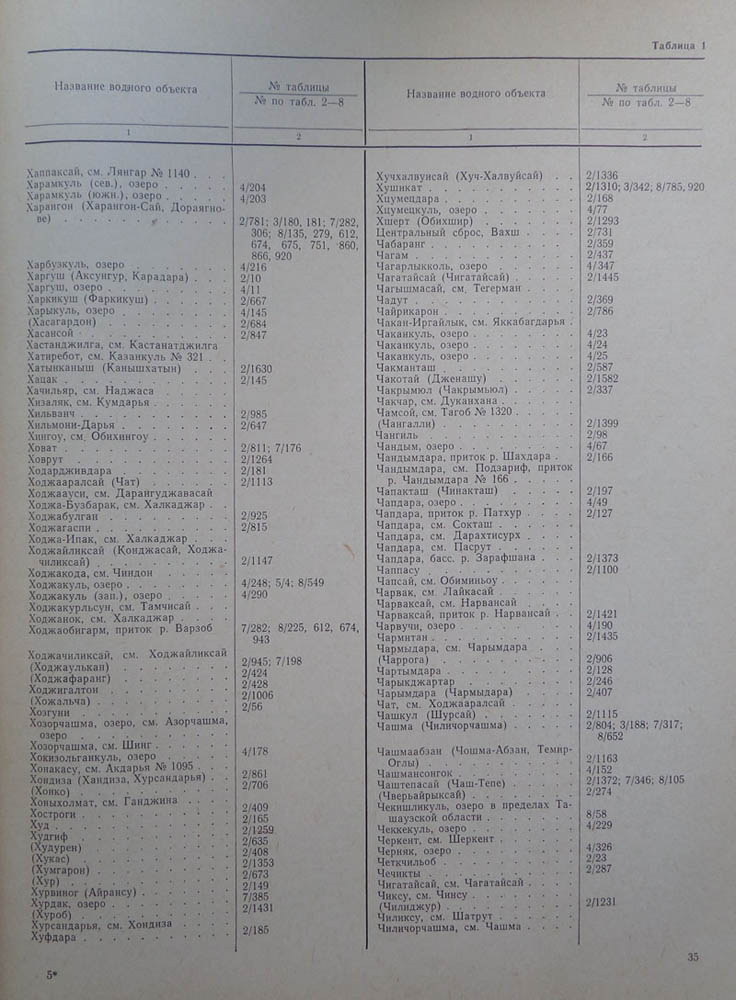 Таблица 1
Название водного объекта
№ таблицы
№ по табл. 2—8
Название водного объекта
№ таблицы
№ по табл. 2—8
1 2 1 2
Хаппаксай, см. Лянгар № 1140 . . .
Харамкуль (сев.), озеро . . . . . 4/204
Харамкуль (южн.), озеро . . . . . 4/203
Харангон (Харангон-Сай, Дораягно-
ве) . . . . . . . . . . 2/781; 3/180, 181; 7/282,
306; 8/135, 279, 612,
674, 675, 751, 860,
866, 920
Харбузкуль, озеро . . . . . . 4/216
Харгуш (Аксунгур, Карадара) . . . 2/10
Харгуш, озеро . . . . . . . 4/11
Харкикуш (Фаркикуш) . . . . . 2/667
Харыкуль, озеро . . . . . . 4/145
(Хасагардон) . . . . . . . 2/684
Хасансой . . . . . . . . 2/847
Хастанджилга, см. Кастанатджилга
Хатиребот, см. Казанкуль № 321 . .
Хатынканыш (Канышхатын) . . . 2/1630
Хацак . . . . . . . . . 2/145
Хачильяр, см. Наджаса . . . . .
Хизаляк, см. Кумдарья . . . . .
Хильванч . . . . . . . . 2/985
Хильмони-Дарья . . . . . . 2/647
Хингоу, см. Обихингоу . . . . .
Ховат . . . . . . . . . 2/811; 7/176
Ховрут . . . . . . . . . 2/1264
Ходардживдара . . . . . . . 2/181
Ходжааралсай (Чат) . . . . . 2/1113
Ходжаауси, см. Дарайгуджавасай
Ходжа-Бузбарак, см. Халкаджар . .
Ходжабулган . . . . . . . 2/925
Ходжагаспи . . . . . . . . 2/815
Ходжа-Ипак, см. Халкаджар . . .
Ходжайликсай (Конджасай, Ходжа-
чиликсай) . . . . . . . . 2/1147
Ходжакода, см. Чиндон . . . . .
Ходжакуль, озеро . . . . . . 4/248; 5/4; 8/549
Ходжакуль (зап.), озеро . . . . 4/290
Ходжакурльсун, см. Тамчисай . . .
Ходжанок, см. Халкаджар . . . .
Ходжаобигарм, приток р. Варзоб 7/282; 8/225, 612, 674,
943
Ходжачиликсай, см. Ходжайликсай
(Ходжаулькан) . . . . . . . 2/945; 7/198
(Ходжафаранг) . . . . . . . 2/424
Ходжигалтон . . . . . . . 2/428
(Хожальча) . . . . . . . . 2/1006
Хозгуни . . . . . . . . . 2/56
Хозорчашма, озеро, см. Азорчашма,
озеро . . . . . . . . .
Хозорчашма, см. Шинг . . . . .
Хокизольганкуль, озеро . . . . 4/178
Хонакасу, см. Акдарья № 1095 . . .
Хондиза (Хандиза, Хурсандарья) . . 2/861
(Хонко) . . . . . . . . . 2/706
Хоныхолмат, см. Ганджина . . . .
Хостроги . . . . . . . . 2/409
Худ . . . . . . . . . . 2/165
Худгиф . . . . . . . . . 2/1259
(Худурен) . . . . . . . . 2/635
(Хукас) . . . . . . . . . 2/408
(Хумгарон) . . . . . . . . 2/1353
(Хур) . . . . . . . . . . 2/673
Хурвиног (Айрансу) . . . . . . 2/149
Хурдак, озеро . . . . . . . 7/385
(Хуроб) . . . . . . . . . 2/1431
Хурсандарья, см. Хондиза . . . .
Хуфдара . . . . . . . . . 2/185
Хучхалвуисай (Хуч-Халвуйсай) . . 2/1336
Хушикат . . . . . . . . . 2/1310; 3/342; 8/785, 920
Хцумепдара . . . . . . . . 2/168
Хцумецкуль, озеро . . . . . . 4/77
Хшерт (Обихшир) . . . . . . 2/1293
Центральный сброс, Вахш . . . . 2/731
Чабаранг . . . . . . . . 2/359
Чагам . . . . . . . . . 2/437
Чагарлыкколь, озеро . . . . . 4/347
Чагатайсай (Чигатайсай) . . . . 2/1445
Чагышмасай, см. Тегерман . . . .
Чадут . . . . . . . . . 2/369
Чайрикарон . . . . . . . . 2/786
Чакан-Иргайлык, см. Яккабагдарья .
Чаканкуль, озеро . . . . . . 4/23
Чаканкуль, озеро . . . . . . 4/24
Чаканкуль, озеро . . . . . . 4/25
Чакманташ . . . . . . . . 2/587
Чакотай (Дженашу) . . . . . . 2/1582
Чакрымюл (Чакрымьюл) . . . . 2/337
Чакчар, см. Дуканхана . . . . .
Чамсой, см. Тагоб № 1320 . . . . .
(Чангалли) . . . . . . . . 2/1399
Чангиль . . . . . . . . . 2/98
Чандым, озеро . . . . . . . 4/67
Чандымдара, приток р. Шахдара . 2/166
Чандымдара, см. Подзариф, приток
р. Чандымдара № 166 . . . . .
Чапакташ (Чинакташ) . . . . . 2/197
Чапдара, озеро . . . . . . . 4/49
Чапдара, приток р. Патхур . . . . 2/127
Чапдара, см. Сокташ . . . . .
Чапдара, см. Дарахтисурх . . . .
Чапдара, см. Пасрут . . . . . .
Чапдара, басс. р. Зарафшана . . . 2/1373
Чаппасу . . . . . . . . . 2/1100
Чапсай, см. Обиминьоу . . . . .
Чарвак, см. Лайкасай . . . . . .
Чарваксай, см. Нарвансай . . . .
Чарваксай, приток р. Нарвансай . . 2/1421
Чарвучи, озеро . . . . . . . 4/190
Чармитан . . . . . . . . 2/1435
Чармыдара, см. Чарымдара . . .
(Чаррога) . . . . . . . . 2/906
Чартымдара . . . . . . . . 2/128
Чарыкджартар . . . . . . . 2/246
Чарымдара (Чармыдара) . . . . 2/407
Чат, см. Ходжааралсай . . . . .
Чашкул (Шурсай) . . . . . . 2/1115
Чашма (Чиличорчашма) . . . . 2/804; 3/188; 7/317;
8/652
Чашмаабзан (Чошма-Абзан, Темир-
Оглы) . . . . . . . . . 2/1163
Чашмансонгок . . . . . . . 4/152
Чаштепасай (Чаш-Тепе) . . . . . 2/1372; 7/346; 8/105
(Чверьайрыксай) . . . . . . 2/274
Чекишликуль, озеро в пределах Та-
шаузской области . . . . . . 8/58
Чеккекуль, озеро . . . . . . 4/229
Черкент, см. Шеркент . . . . .
Черняк, озеро . . . . . . . 4/326
Четкчильоб . . . . . . . . 2/23
Чечикты . . . . . . . . . 2/287
Чигатайсай, см. Чагатайсай . . . .
Чиксу, см. Чинсу . . . . . . .
(Чилиджур) . . . . . . . . 2/1231
Чиликсу, см. Шатрут . . . . . .
Чиличорчашма, см. Чашма . . . .
5*
35